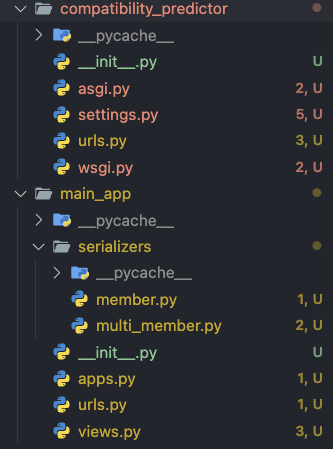 compatibility_predictor
__pycache__
__init__.py U
asgi.py 2, U
settings.py 5, U
urls.py 3, U
wsgi.py 2, U
main_app
__pycache__
serializers
__pycache__
member.py 1, U
multi_member.py 2, U
__init__.py U
apps.py 1, U
urls.py 1, U
views.py 3, U